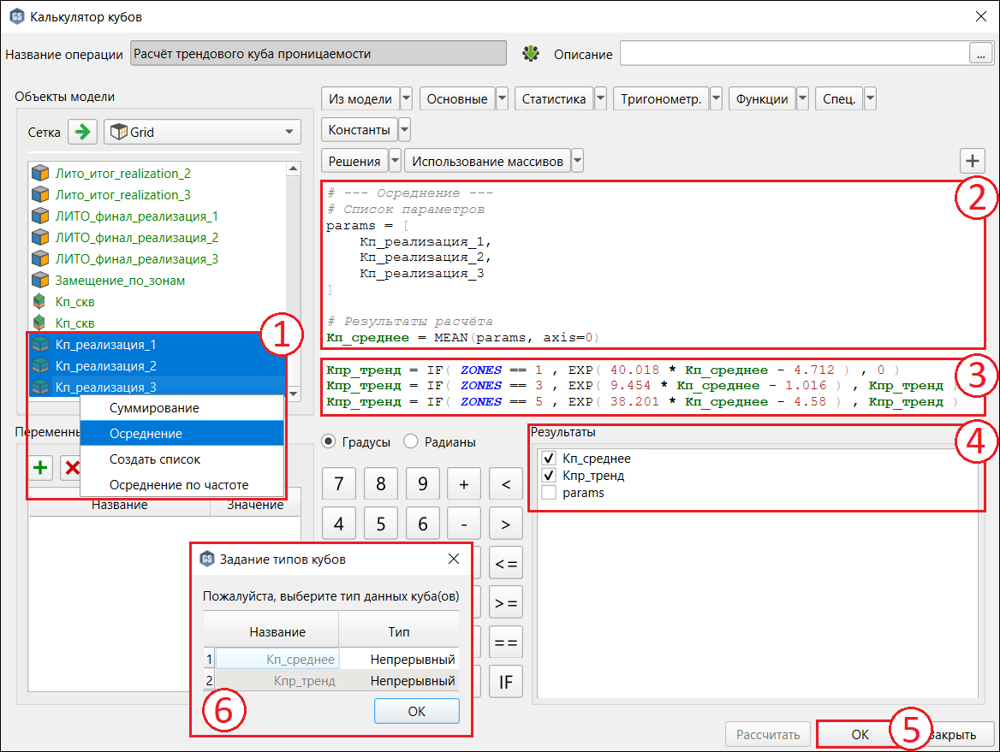 Калькулятор кубов
Название операции Расчёт трендового куба проницаемости Описание ...
Объекты модели
Сетка Grid
Лито_итог_realization_2
Лито_итог_realization_3
ЛИТО_финал_реализация_1
ЛИТО_финал_реализация_2
ЛИТО_финал_реализация_3
Замещение_по_зонам
Кп_скв
Кп_скв
Кп_реализация_1
Кп_реализация_2
Кп_реализация_3
1
Суммирование
Осреднение
Создать список
Осреднение по частоте
Переменны
Название Значение
Из модели Основные Статистика Тригонометр. Функции Спец.
Константы
Решения Использование массивов +
2
# --- Осреднение ---
# Список параметров
params = [
Кп_реализация_1,
Кп_реализация_2,
Кп_реализация_3
]
# Результаты расчёта
Кп_среднее = MEAN(params, axis=0)
3
Кпр_тренд = IF( ZONES == 1 , EXP( 40.018 * Кп_среднее - 4.712 ) , 0 )
Кпр_тренд = IF( ZONES == 3 , EXP( 9.454 * Кп_среднее - 1.016 ) , Кпр_тренд )
Кпр_тренд = IF( ZONES == 5 , EXP( 38.201 * Кп_среднее - 4.58 ) , Кпр_тренд )
Градусы Радианы
7 8 9 + <
4 5 6 - >
<=
>=
==
IF
Результаты
4
Кп_среднее
Кпр_тренд
params
GS Задание типов кубов
Пожалуйста, выберите тип данных куба(ов)
Название Тип
1 Кп_среднее Непрерывный
2 Кпр_тренд Непрерывный
6
OK
Рассчитать OK 5 Закрыть